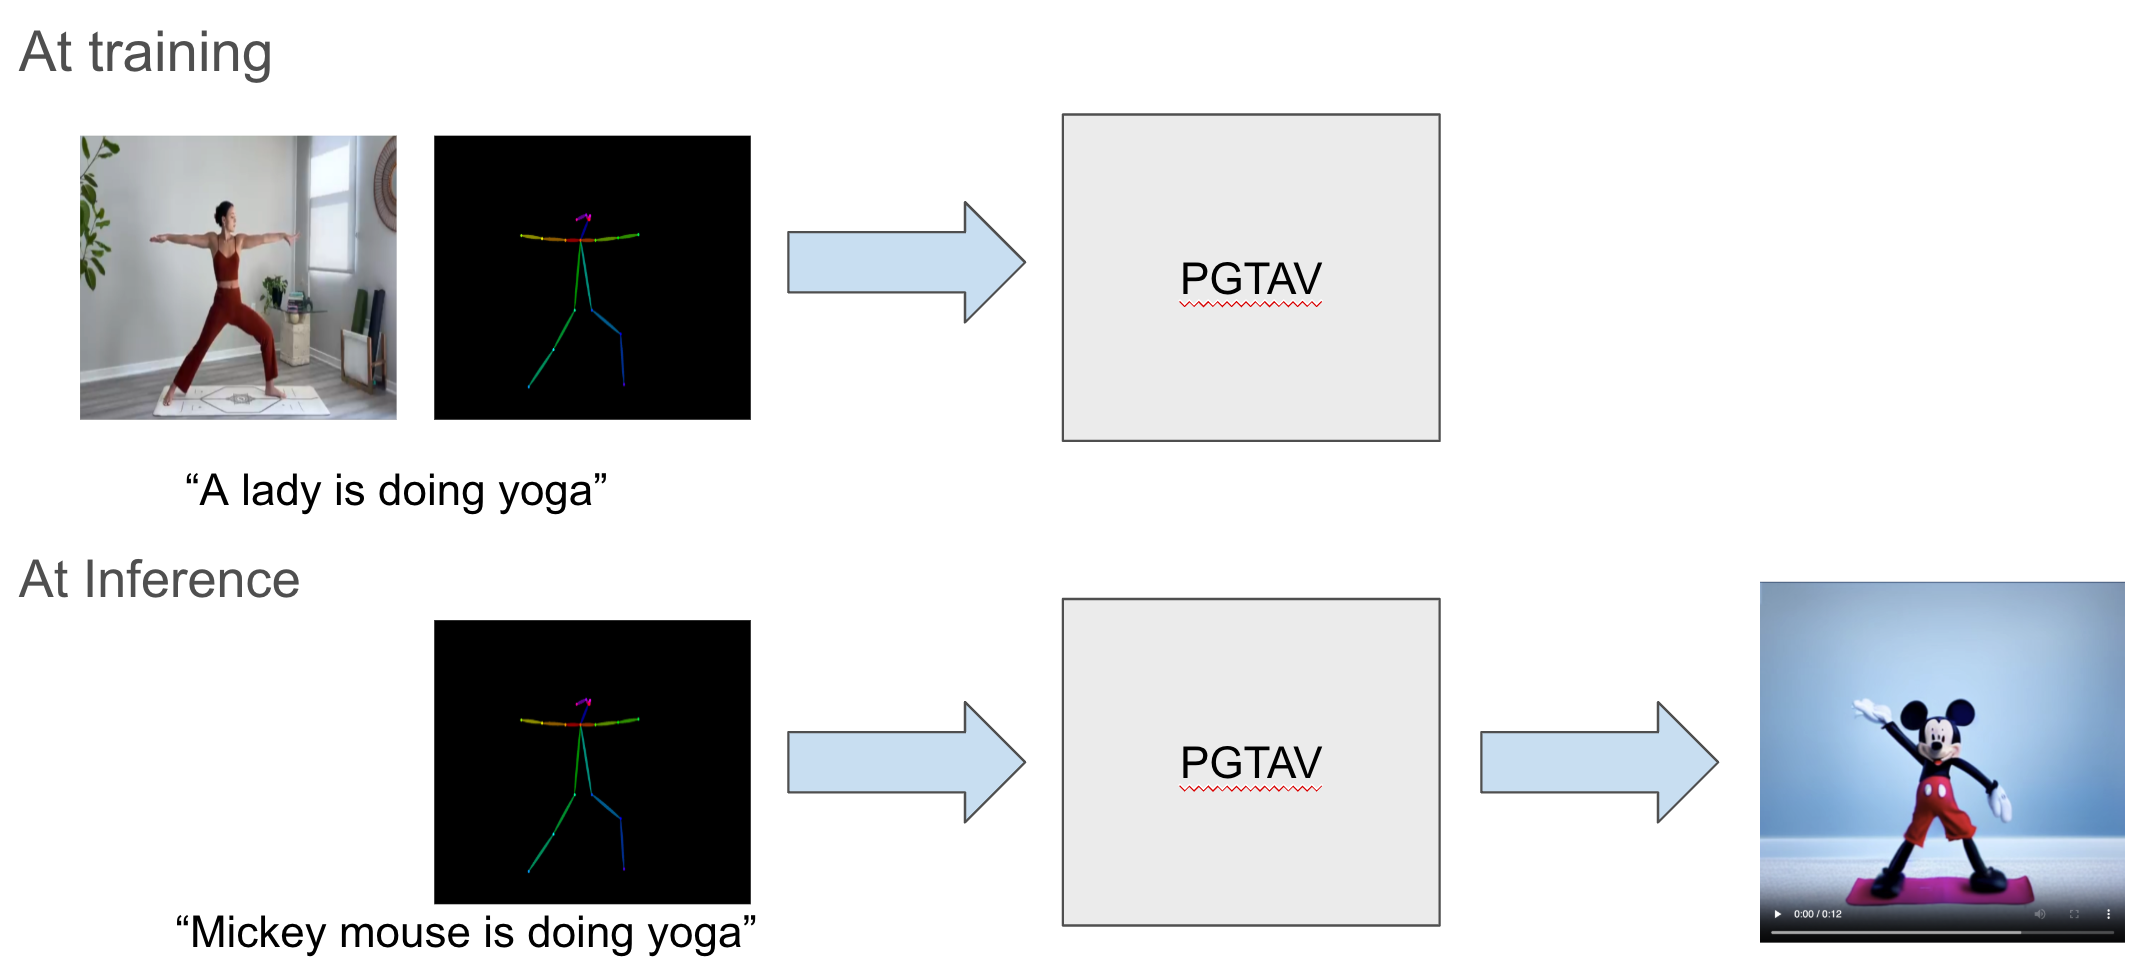 At training
PGTAV
“A lady is doing yoga”
At Inference
PGTAV
0:00 / 0:12
“Mickey mouse is doing yoga”